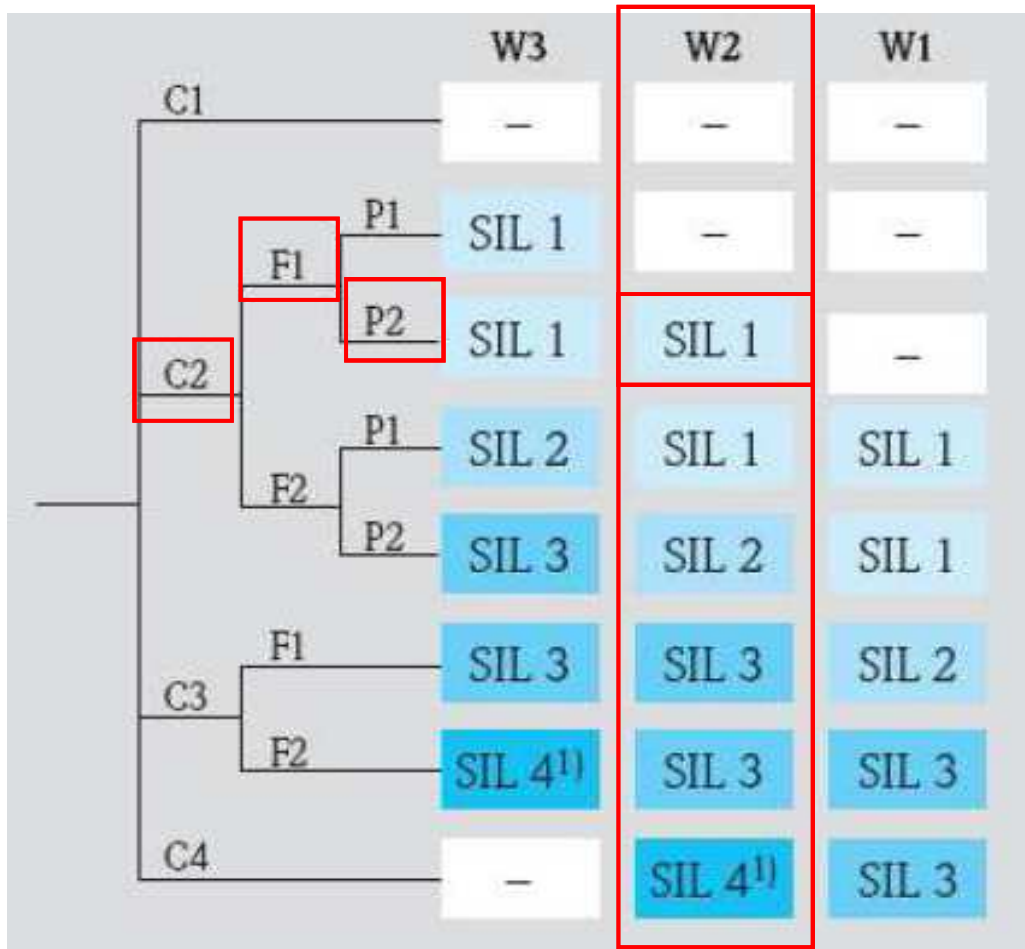 W3 W2 W1
C1 – – –
P1 SIL 1 – –
F1
P2 SIL 1 SIL 1 –
C2
P1 SIL 2 SIL 1 SIL 1
F2
P2 SIL 3 SIL 2 SIL 1
F1 SIL 3 SIL 3 SIL 2
C3
F2 SIL 4¹⁾ SIL 3 SIL 3
C4 – SIL 4¹⁾ SIL 3